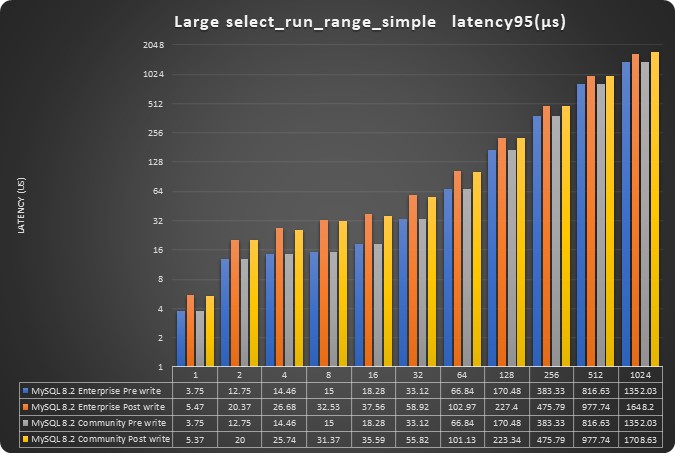 Large select_run_range_simple latency95(µs)
LATENCY (US)
2048
1024
512
256
128
64
32
16
8
4
2
1
1 2 4 8 16 32 64 128 256 512 1024
MySQL 8.2 Enterprise Pre write 3.75 12.75 14.46 15 18.28 33.12 66.84 170.48 383.33 816.63 1352.03
MySQL 8.2 Enterprise Post write 5.47 20.37 26.68 32.53 37.56 58.92 102.97 227.4 475.79 977.74 1648.2
MySQL 8.2 Community Pre write 3.75 12.75 14.46 15 18.28 33.12 66.84 170.48 383.33 816.63 1352.03
MySQL 8.2 Community Post write 5.37 20 25.74 31.37 35.59 55.82 101.13 223.34 475.79 977.74 1708.63